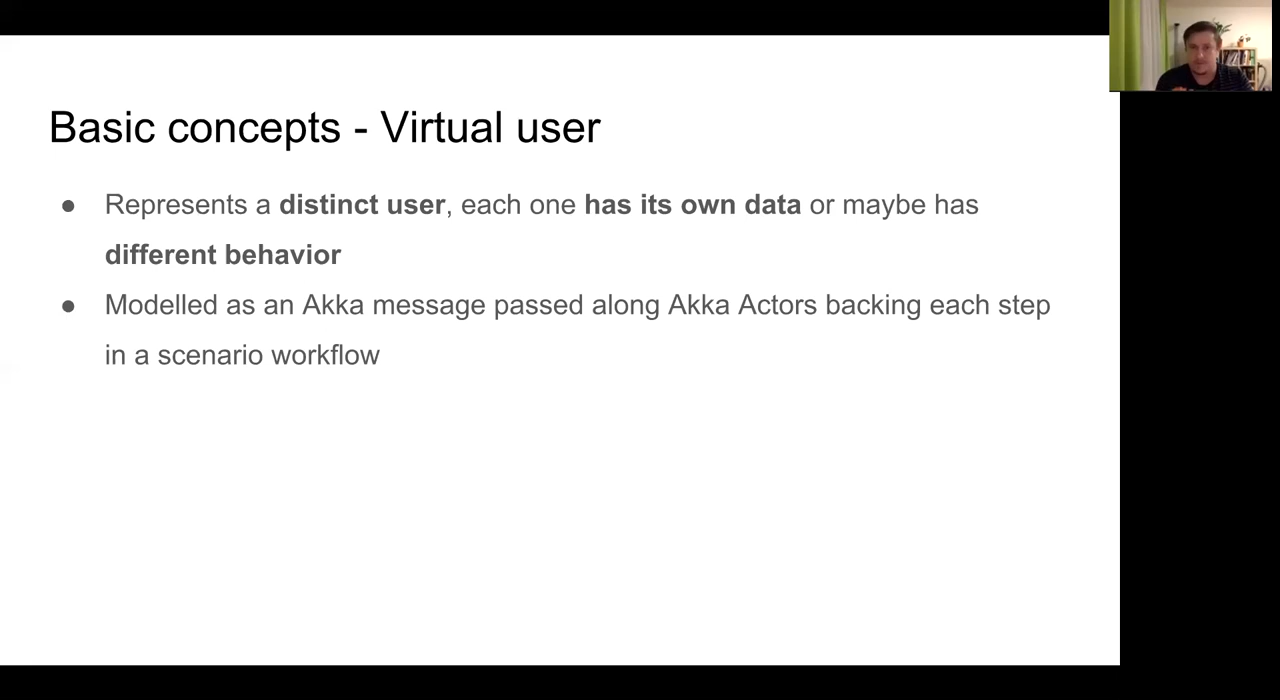 Basic concepts - Virtual user
● Represents a distinct user, each one has its own data or maybe has
different behavior
● Modelled as an Akka message passed along Akka Actors backing each step
in a scenario workflow